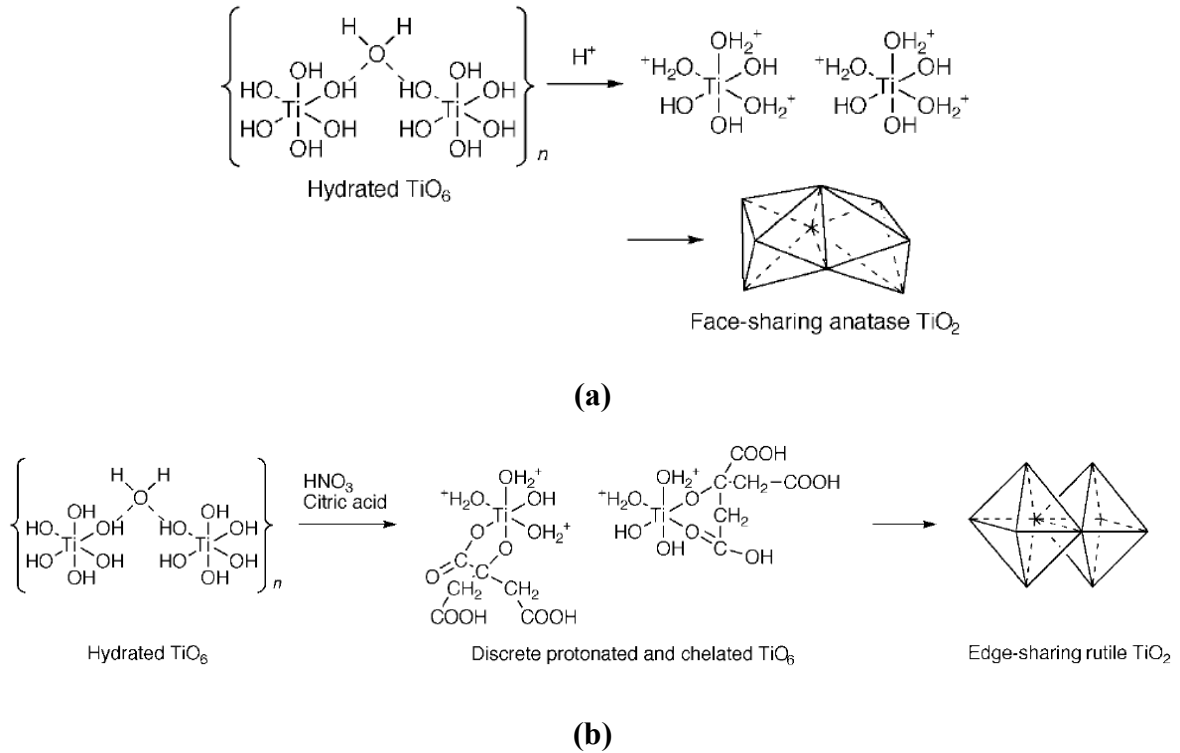 H H
O
OH OH
HO OH HO OH
Ti Ti
HO OH HO OH
OH OH
n
Hydrated TiO6
H+
OH2+ OH2+
+H2O OH +H2O OH
Ti Ti
HO OH2+ HO OH2+
OH OH
Face-sharing anatase TiO2
(a)
H H
O
OH OH
HO OH HO OH
Ti Ti
HO OH HO OH
OH OH
n
Hydrated TiO6
HNO3
Citric acid
OH2+
+H2O OH
Ti
O OH2+
O
O C C
CH2 CH2
COOH COOH
COOH
OH2+
+H2O O C CH2-COOH
Ti
HO CH2
OH O C OH
Discrete protonated and chelated TiO6
Edge-sharing rutile TiO2
(b)